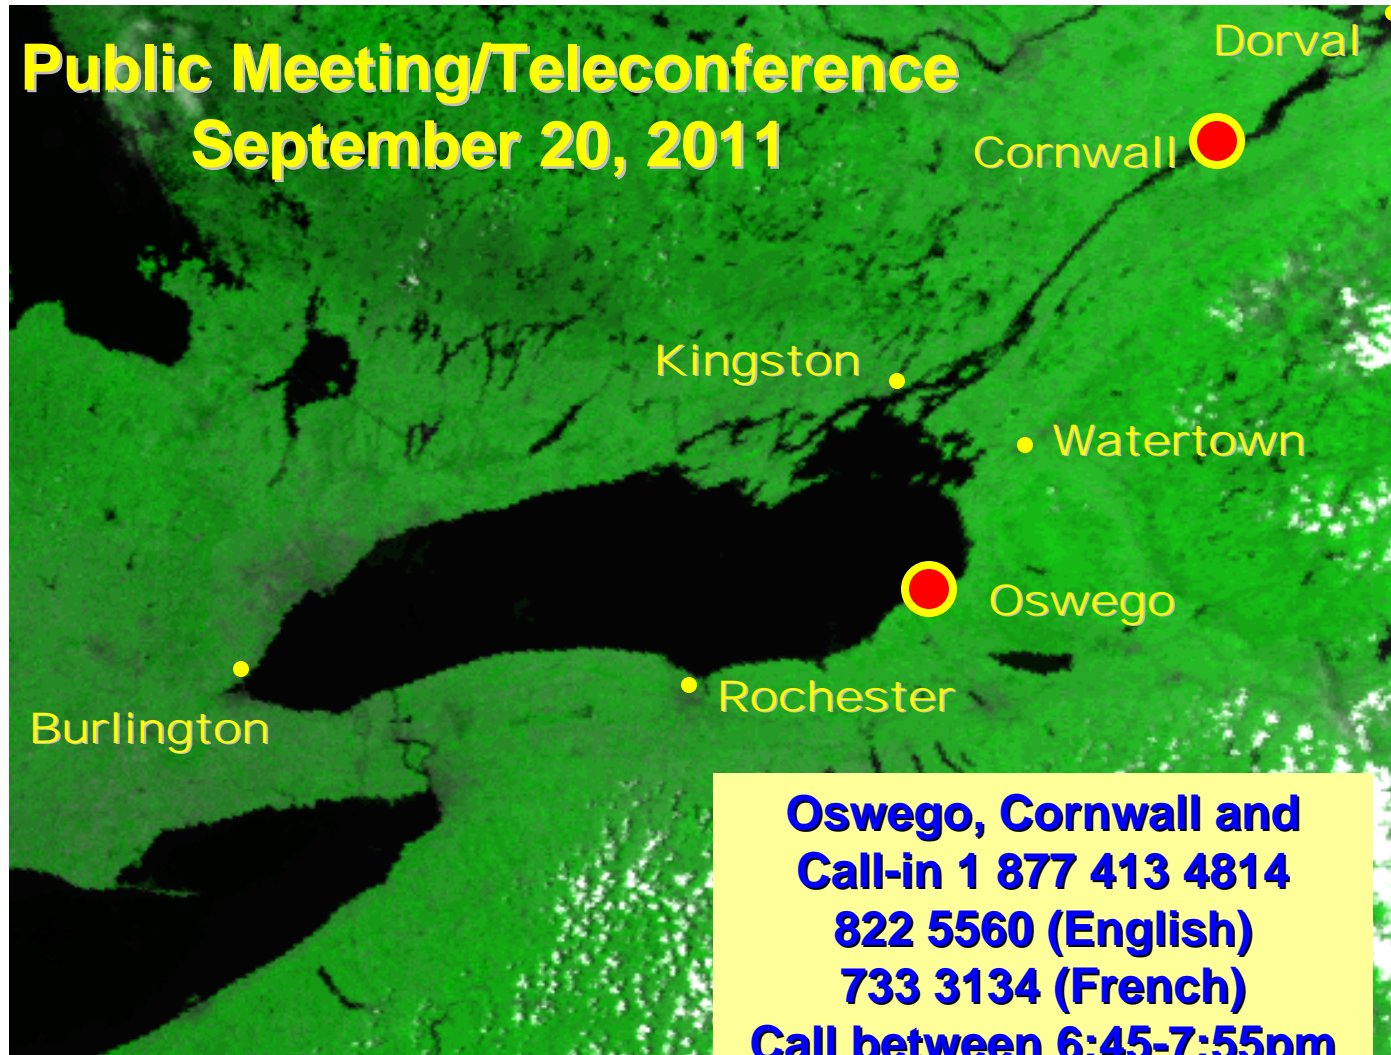 Public Meeting/Teleconference
September 20, 2011
Dorval
Cornwall
Kingston
Watertown
Oswego
Rochester
Burlington
Oswego, Cornwall and
Call-in 1 877 413 4814
822 5560 (English)
733 3134 (French)
Call between 6:45-7:55pm